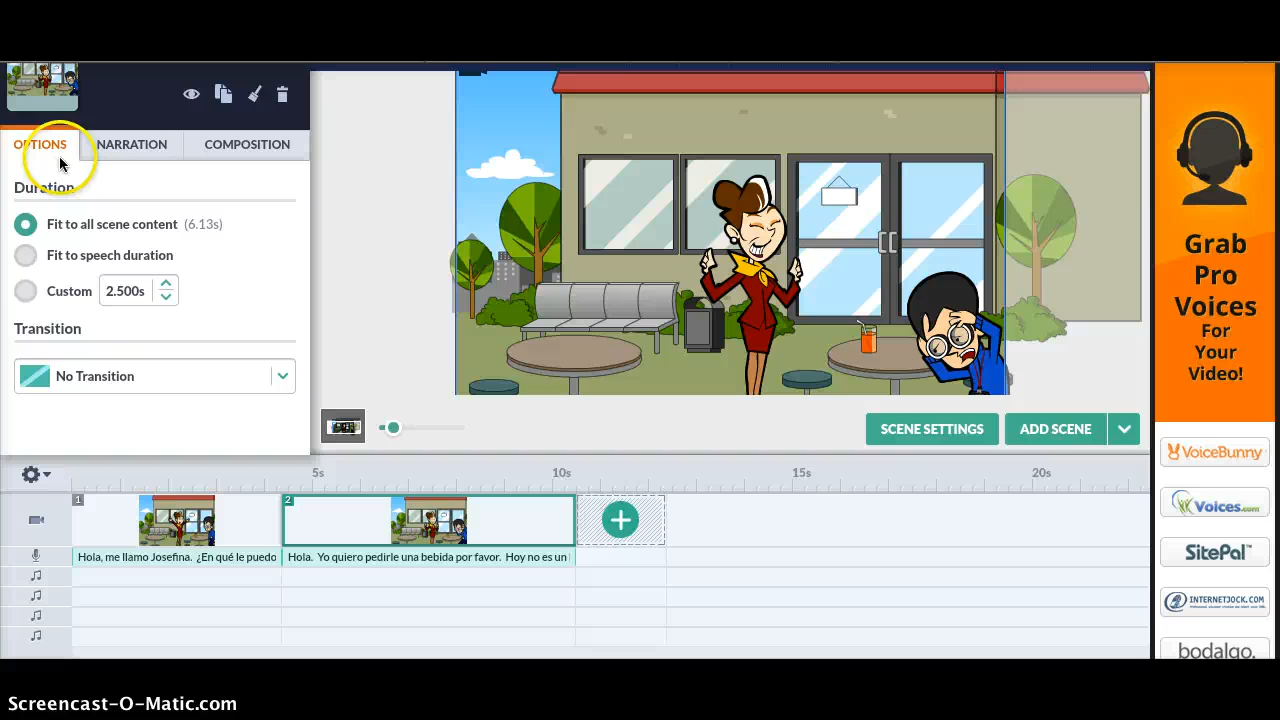 OPTIONS
NARRATION
COMPOSITION
Duration
Fit to all scene content (6.13s)
Fit to speech duration
Custom 2.500s
Transition
No Transition
SCENE SETTINGS
ADD SCENE
5s
10s
15s
20s
1
2
Hola, me llamo Josefina. ¿En qué le puedo
Hola. Yo quiero pedirle una bebida por favor. Hoy no es un
Grab
Pro
Voices
For
Your
Video!
VoiceBunny
Voices.com
SitePal™
INTERNETJOCK.COM
bodalgo.
Screencast-O-Matic.com